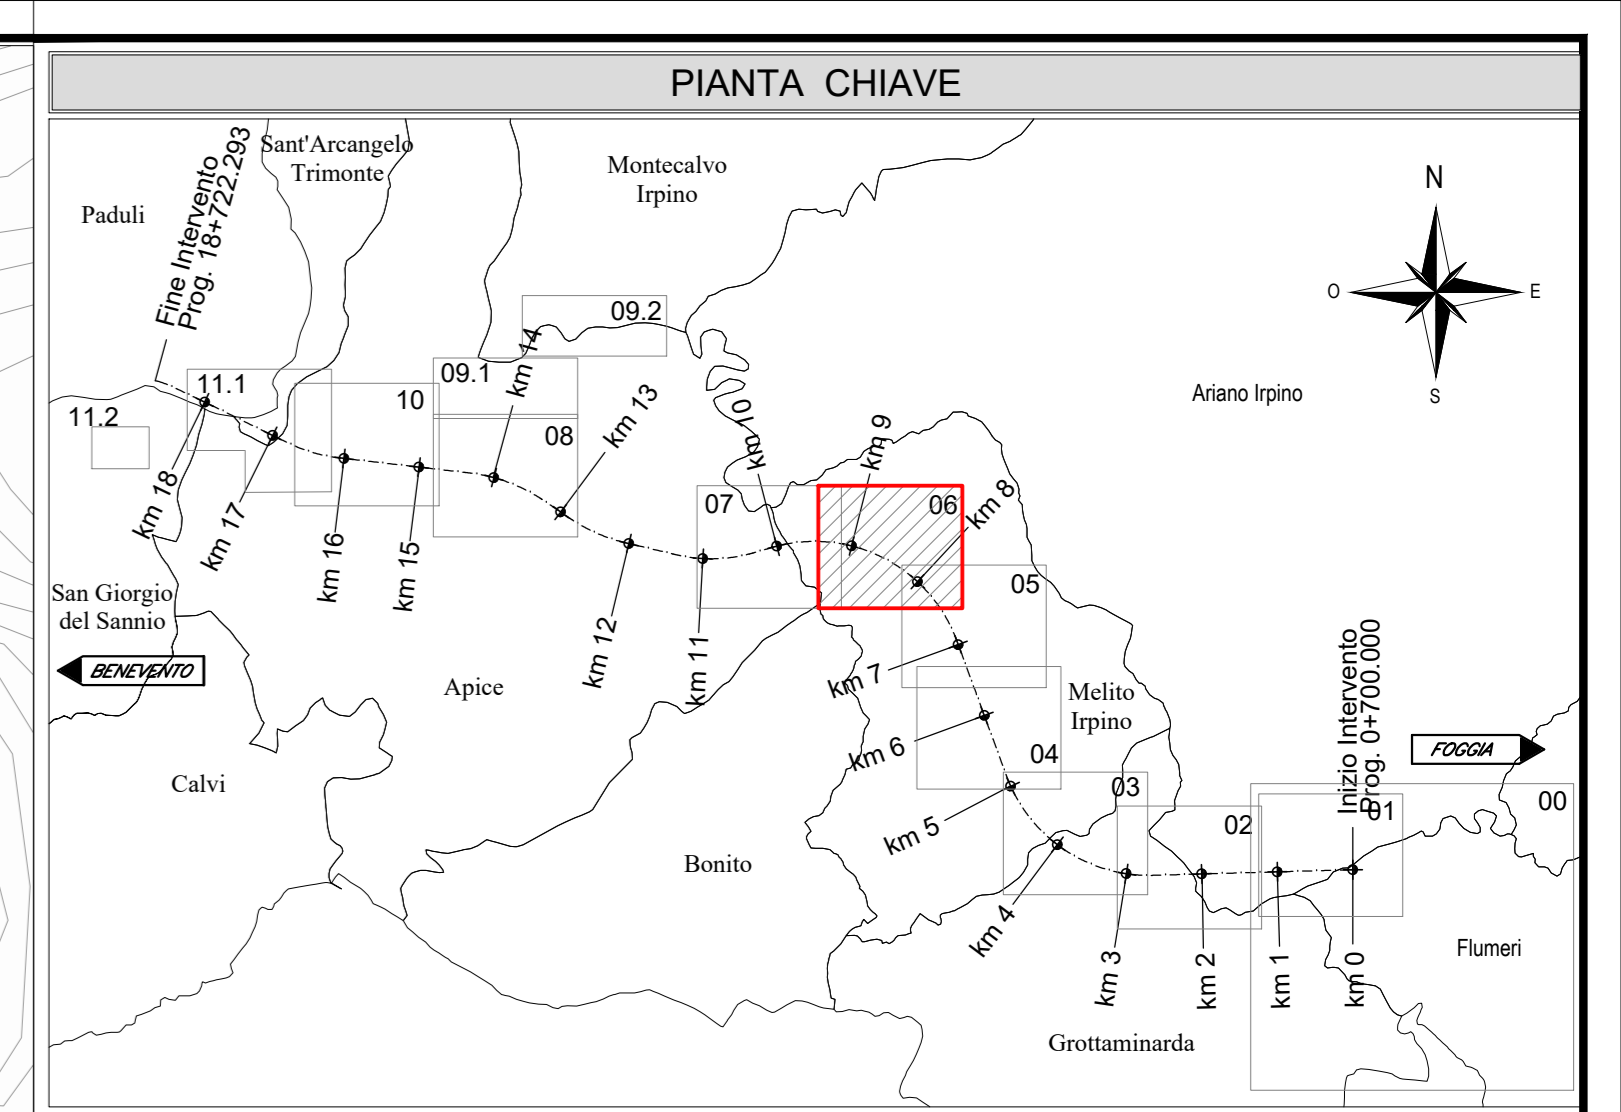 PIANTA CHIAVE
Sant'Arcangelo
Trimonte
Montecalvo
Irpino
Paduli
Fine Intervento
Prog. 18+722.293
N
O
E
S
09.2
09.1
km 14
11.1
10
11.2
08
km 13
km 10
km 9
Ariano Irpino
07
06
km 8
km 18
km 17
km 16
km 15
05
San Giorgio
del Sannio
km 12
km 11
BENEVENTO
Apice
km 7
Melito
Irpino
Inizio Intervento
Prog. 0+700.000
km 6
04
FOGGIA
Calvi
03
00
01
02
km 5
Bonito
km 4
km 3
km 2
km 1
km 0
Flumeri
Grottaminarda